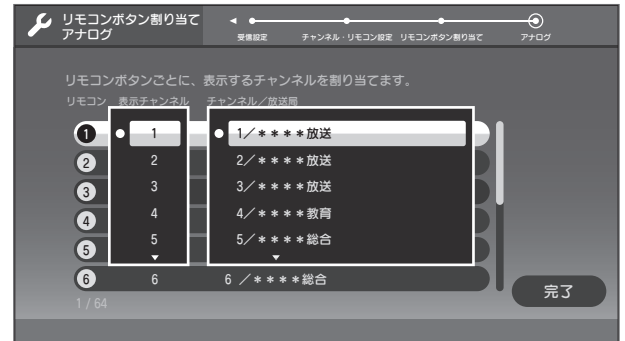 リモコンボタン割り当て
アナログ
受信設定 チャンネル・リモコン設定 リモコンボタン割り当て アナログ
リモコンボタンごとに、表示するチャンネルを割り当てます。
リモコン 表示チャンネル チャンネル/放送局
1 1 1/****放送
2 2 2/****放送
3 3 3/****放送
4 4 4/****教育
5 5 5/****総合
6 6 6 /****総合
1 / 64
完了